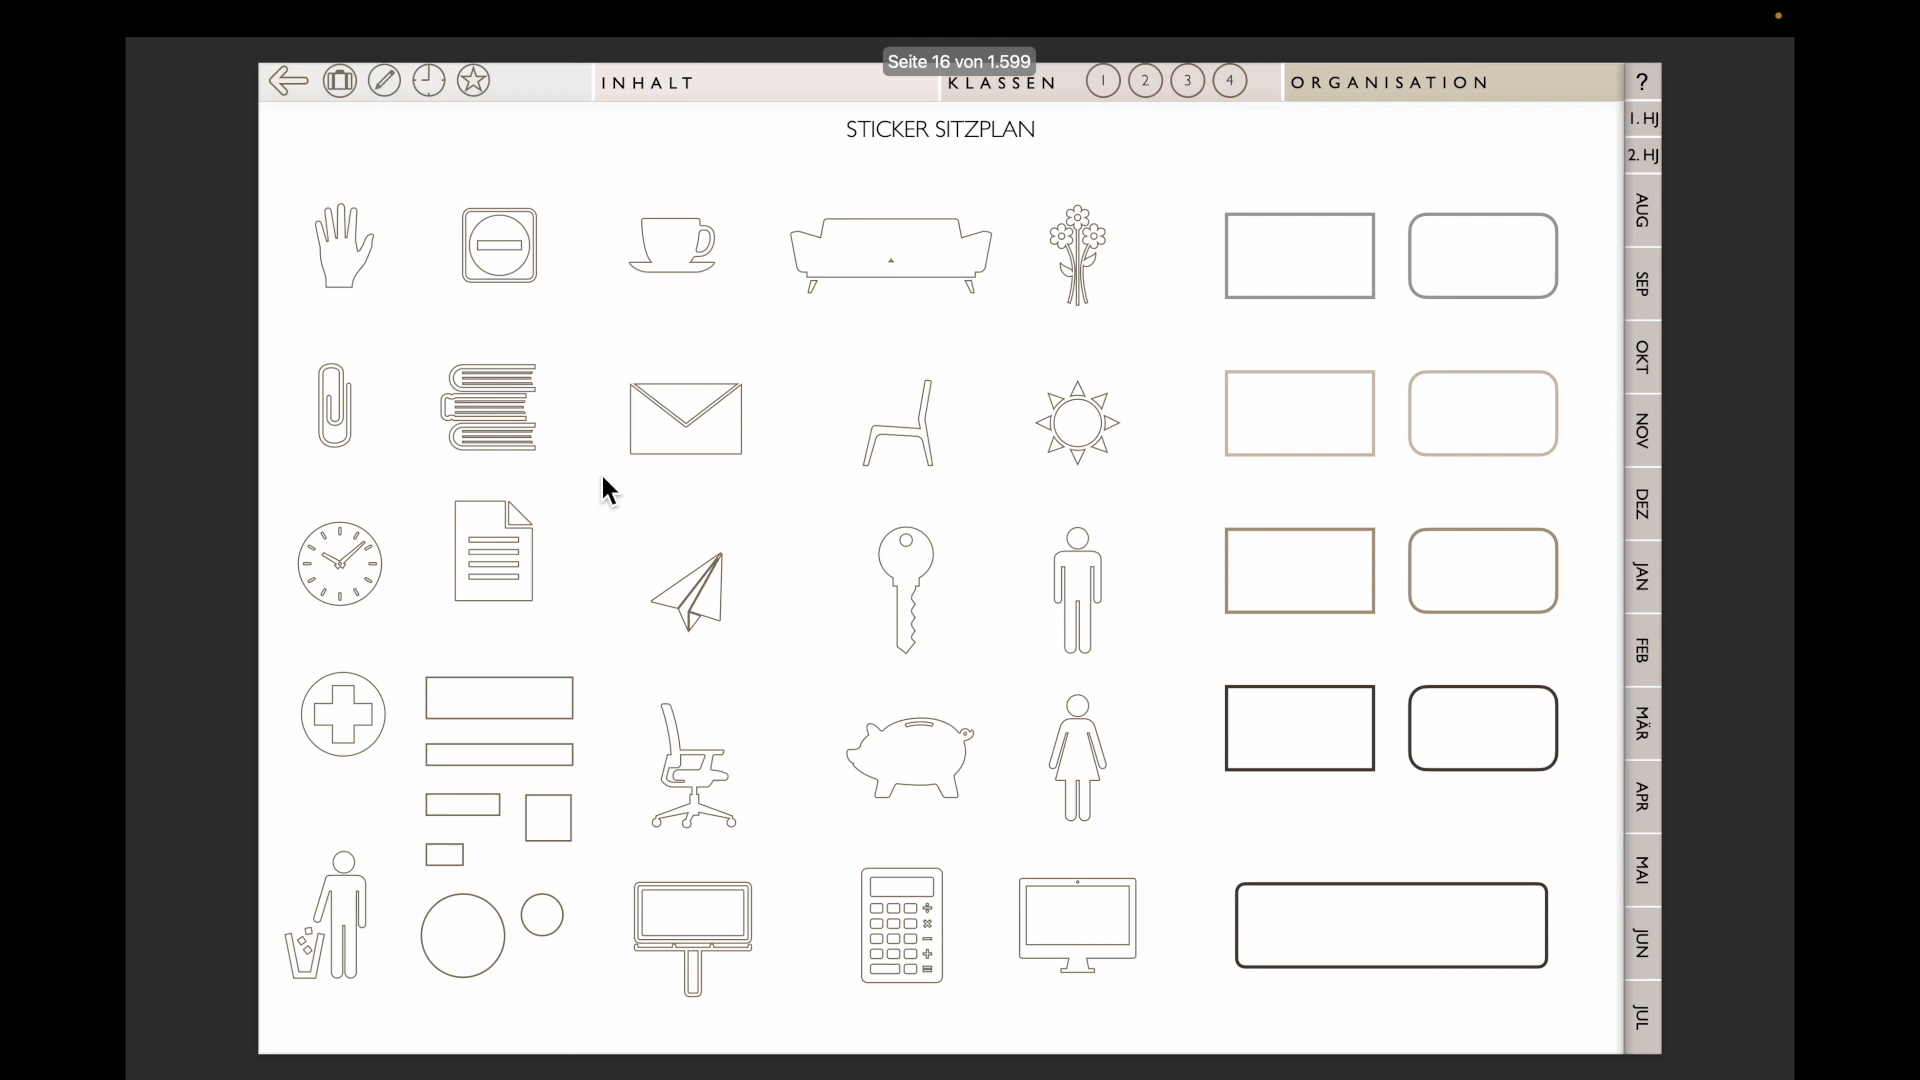 Seite 16 von 1.599
INHALT
KLASSEN
1
2
3
4
ORGANISATION
?
STICKER SITZPLAN
1. HJ
2. HJ
AUG
SEP
OKT
NOV
DEZ
JAN
FEB
MÄR
APR
MAI
JUN
JUL